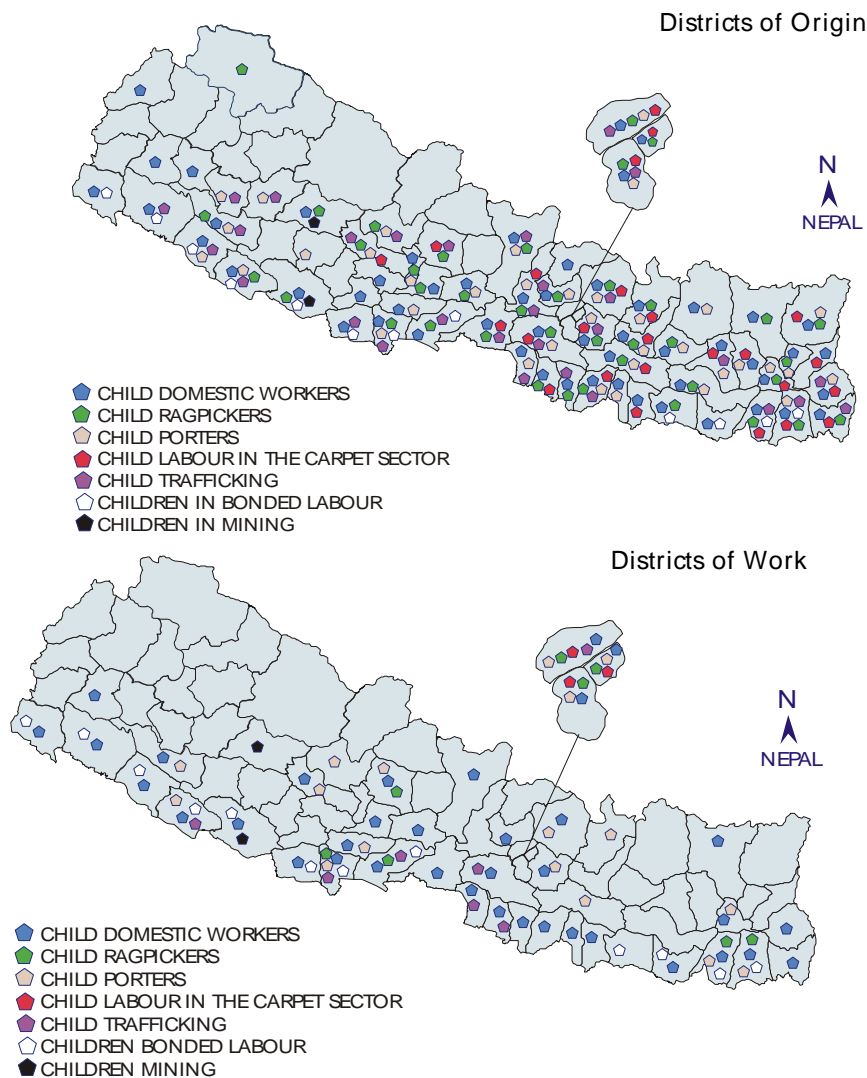 Districts of Origin
N
NEPAL
CHILD DOMESTIC WORKERS
CHILD RAGPICKERS
CHILD PORTERS
CHILD LABOUR IN THE CARPET SECTOR
CHILD TRAFFICKING
CHILDREN IN BONDED LABOUR
CHILDREN IN MINING
Districts of Work
N
NEPAL
CHILD DOMESTIC WORKERS
CHILD RAGPICKERS
CHILD PORTERS
CHILD LABOUR IN THE CARPET SECTOR
CHILD TRAFFICKING
CHILDREN BONDED LABOUR
CHILDREN MINING